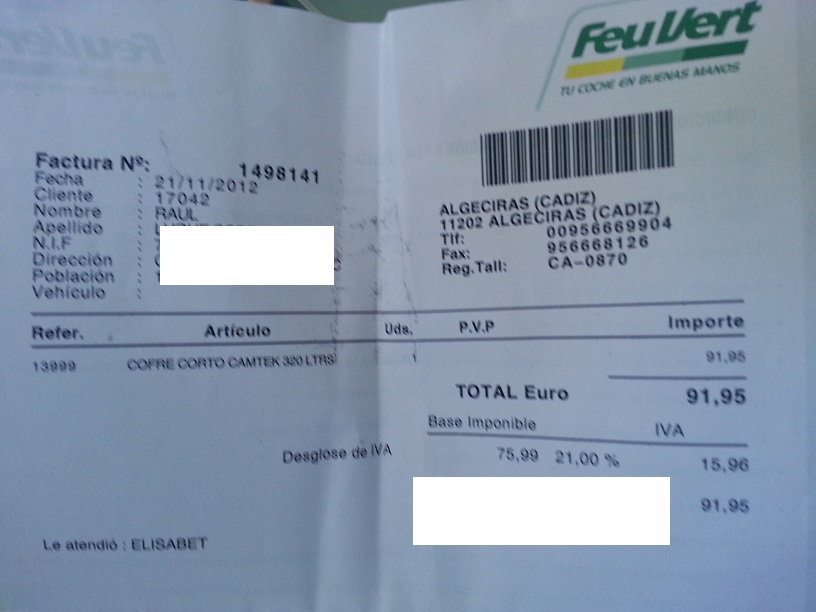 Feu Vert
TU COCHE EN BUENAS MANOS
Factura Nº: 1498141
Fecha : 21/11/2012
Cliente : 17042
Nombre : RAUL
Apellido :
N.I.F :
Dirección :
Población :
Vehículo :
ALGECIRAS (CADIZ)
11202 ALGECIRAS (CADIZ)
Tlf: 00956669904
Fax: 956668126
Reg.Tall: CA-0870
Refer. Artículo Uds. P.V.P Importe
13999 COFRE CORTO CAMTEK 320 LTRS 1 91,95
TOTAL Euro 91,95
Base Imponible IVA
Desglose de IVA 75,99 21,00 % 15,96
91,95
Le atendió : ELISABET